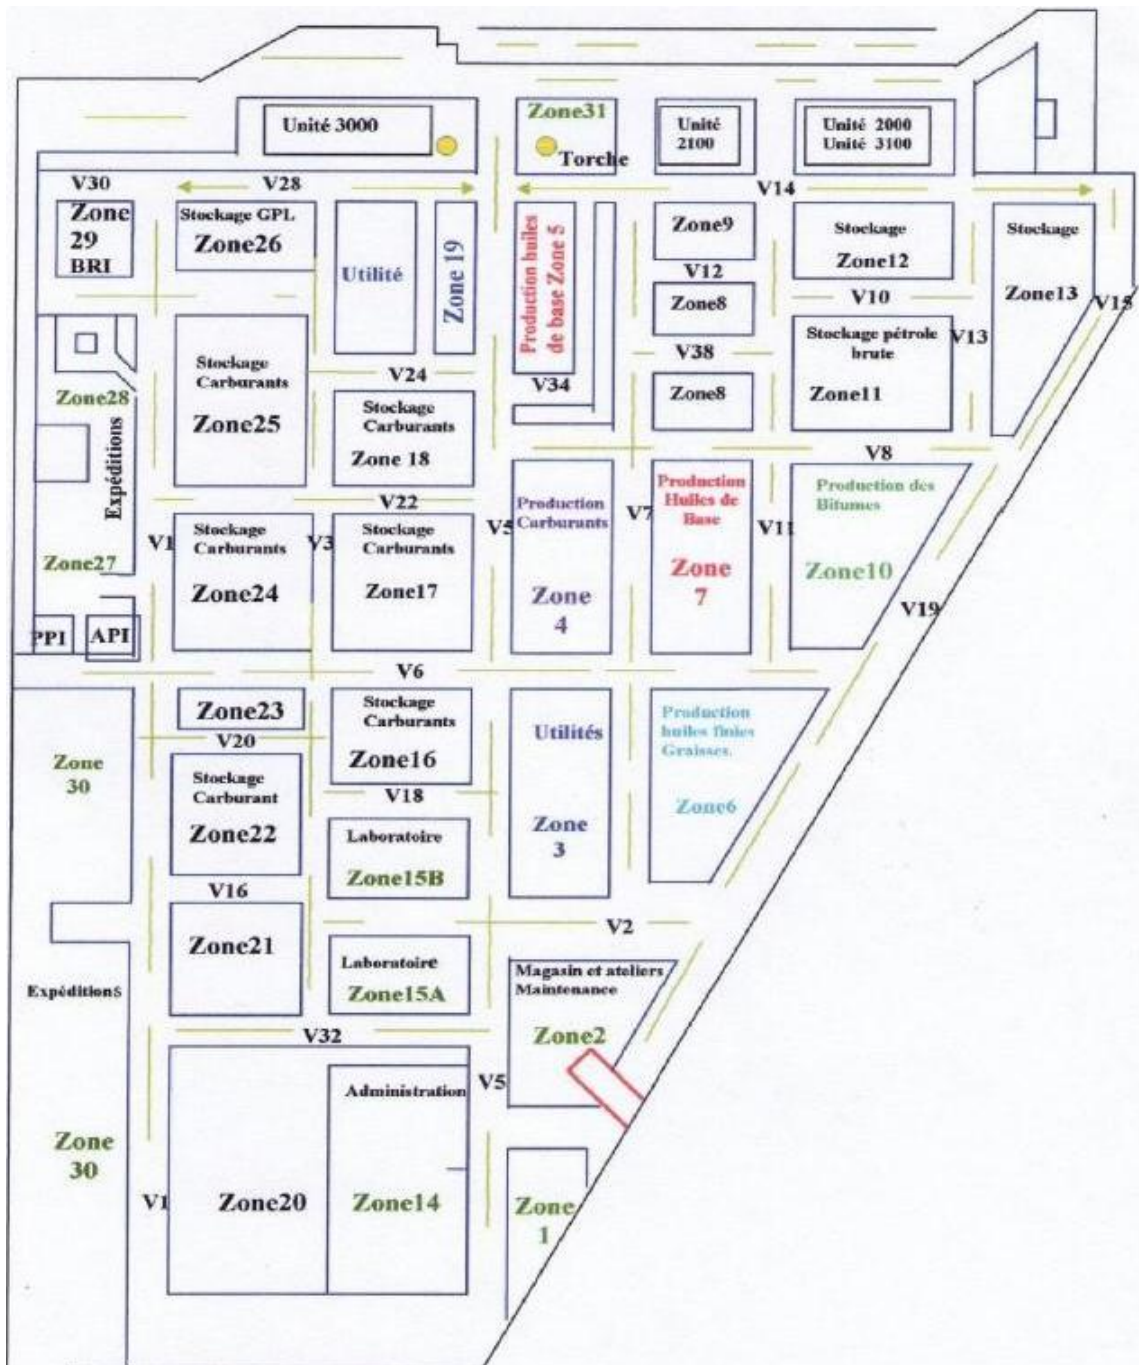 Unité 3000
Zone31
Torche
Unité
2100
Unité 2000
Unité 3100
V30
V28
V14
Zone
29
BRI
Stockage GPL
Zone26
Utilité
Zone 19
Production huiles
de base Zone 5
Zone9
Stockage
Zone12
Stockage
Zone13
V12
V10
V15
Zone8
Stockage pétrole
brute
Zone11
V13
V38
Zone28
Expéditions
Stockage
Carburants
Zone25
V24
V34
Zone8
Stockage
Carburants
Zone 18
V8
V22
Production
Carburants
Zone
4
Production
Huiles de
Base
Zone
7
Production des
Bitumes
Zone10
V1
V3
V5
V7
V11
Stockage
Carburants
Zone24
Stockage
Carburants
Zone17
Zone27
V19
PPI
API
V6
Zone23
Stockage
Carburants
Zone16
Utilités
Zone
3
Production
huiles finies
Graisses.
Zone6
V20
Zone
30
Stockage
Carburant
Zone22
V18
Laboratoire
Zone15B
V16
V2
Zone21
Laboratoire
Zone15A
Magasin et ateliers
Maintenance
Zone2
Expéditions
V32
V5
Administration
Zone
30
V1
Zone20
Zone14
Zone
1